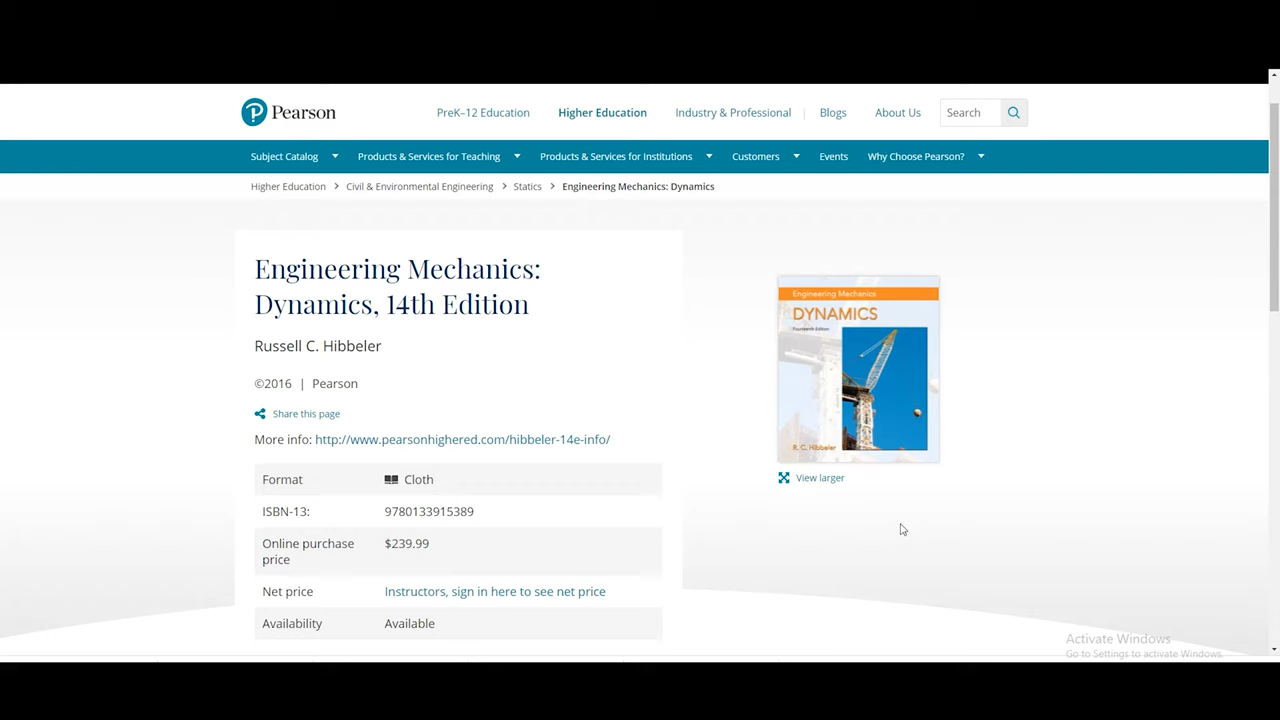 Pearson
PreK–12 Education
Higher Education
Industry & Professional
Blogs
About Us
Search
Subject Catalog
Products & Services for Teaching
Products & Services for Institutions
Customers
Events
Why Choose Pearson?
Higher Education > Civil & Environmental Engineering > Statics > Engineering Mechanics: Dynamics
Engineering Mechanics:
Dynamics, 14th Edition
Russell C. Hibbeler
©2016 | Pearson
Share this page
More info: http://www.pearsonhighered.com/hibbeler-14e-info/
Format Cloth
ISBN-13: 9780133915389
Online purchase
price
$239.99
Net price Instructors, sign in here to see net price
Availability Available
Engineering Mechanics
DYNAMICS
Fourteenth Edition
R. C. Hibbeler
View larger
Activate Windows
Go to Settings to activate Windows.